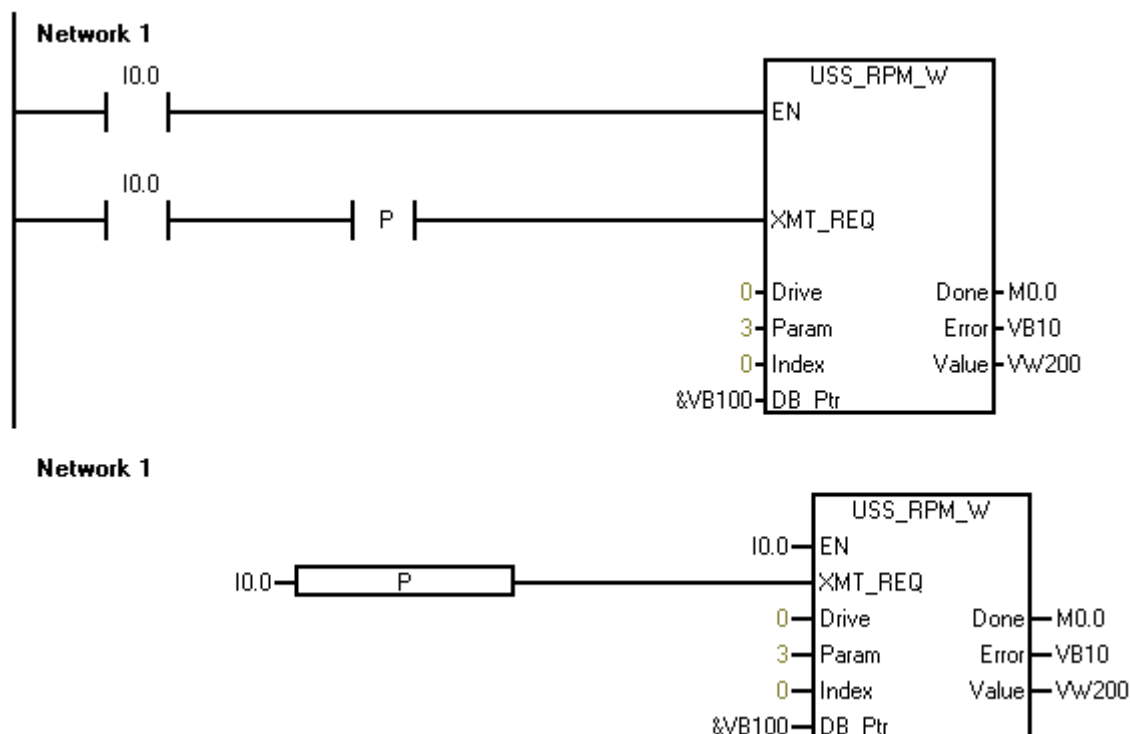 Network 1
I0.0
USS_RPM_W
EN
I0.0
P
XMT_REQ
0 Drive Done M0.0
3 Param Error VB10
0 Index Value VW200
&VB100 DB_Ptr
Network 1
USS_RPM_W
I0.0 EN
I0.0 P XMT_REQ
0 Drive Done M0.0
3 Param Error VB10
0 Index Value VW200
&VB100 DB_Ptr